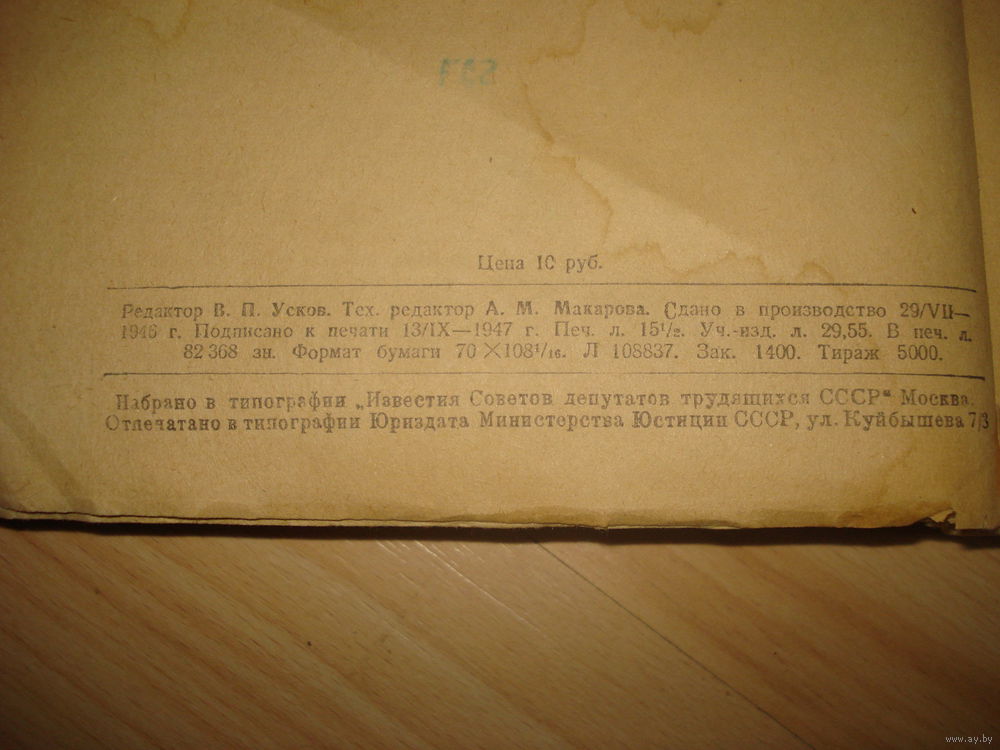 Цена 10 руб.
Редактор В. П. Усков. Тех. редактор А. М. Макарова. Сдано в производство 29/VII—
1946 г. Подписано к печати 13/IX—1947 г. Печ. л. 15¹/₂. Уч.-изд. л. 29,55. В печ. л.
82 368 зн. Формат бумаги 70×108¹/₁₆. Л 108837. Зак. 1400. Тираж 5000.
Набрано в типографии „Известия Советов депутатов трудящихся СССР“ Москва.
Отпечатано в типографии Юриздата Министерства Юстиции СССР, ул. Куйбышева 7/3
www.ay.by